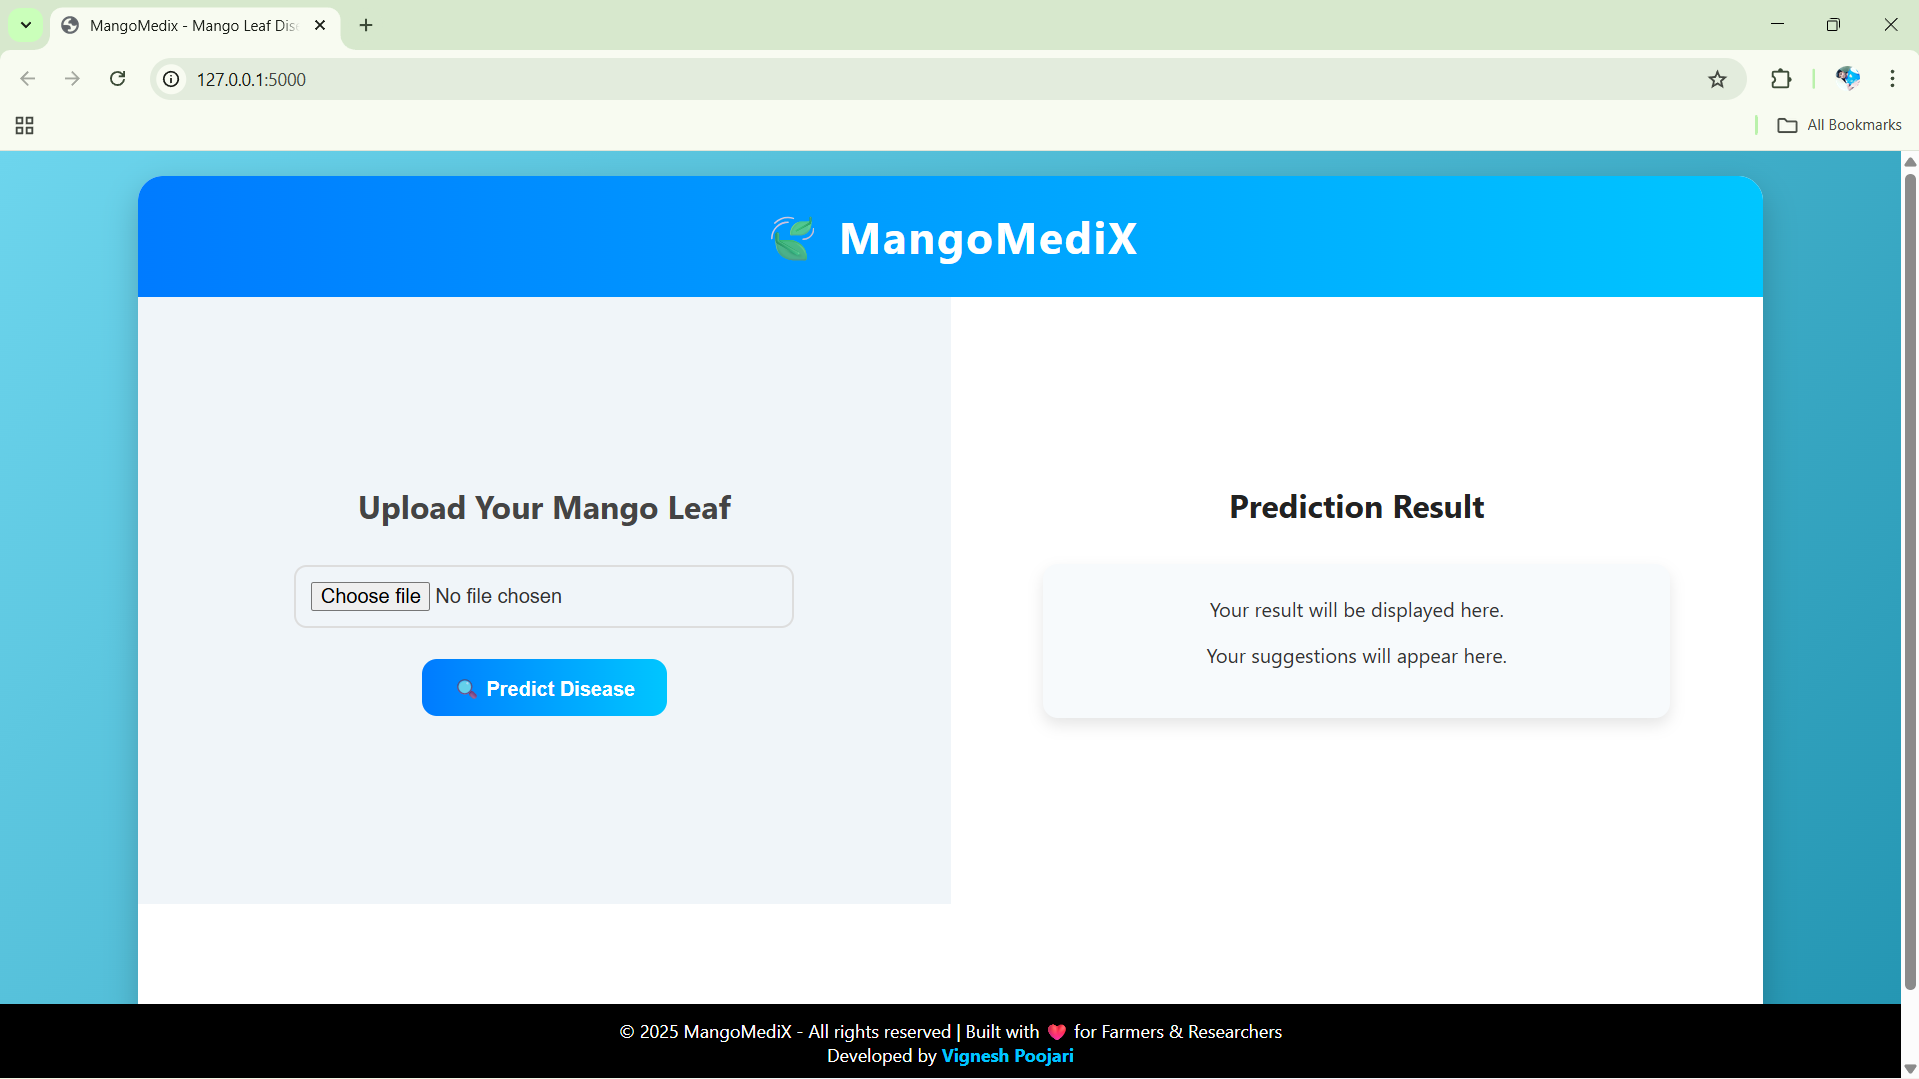 MangoMedix - Mango Leaf Dis
127.0.0.1:5000
All Bookmarks
MangoMediX
Upload Your Mango Leaf
Choose file No file chosen
Predict Disease
Prediction Result
Your result will be displayed here.
Your suggestions will appear here.
© 2025 MangoMediX - All rights reserved | Built with ❤️ for Farmers & Researchers
Developed by Vignesh Poojari